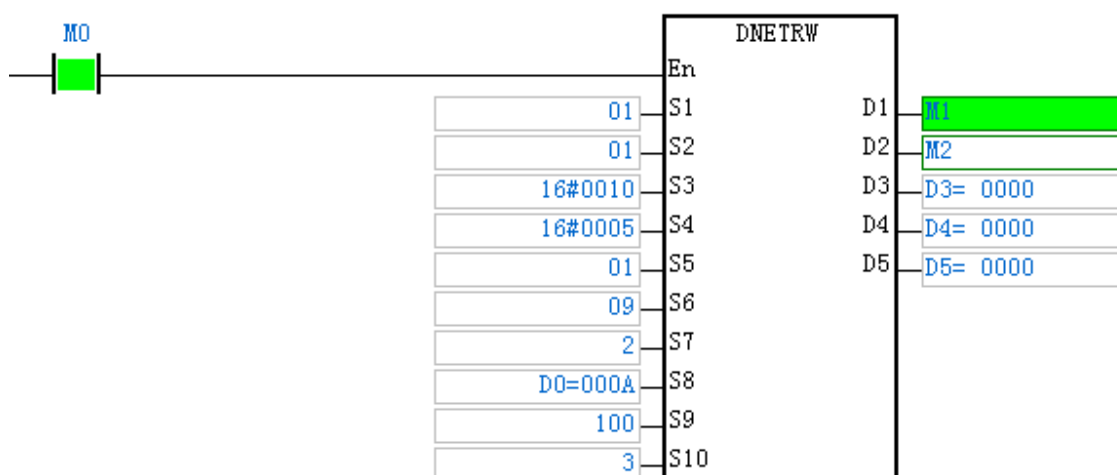 M0
DNETRW
En
01 S1 D1 M1
01 S2 D2 M2
16#0010 S3 D3 D3= 0000
16#0005 S4 D4 D4= 0000
01 S5 D5 D5= 0000
09 S6
2 S7
D0=000A S8
100 S9
3 S10